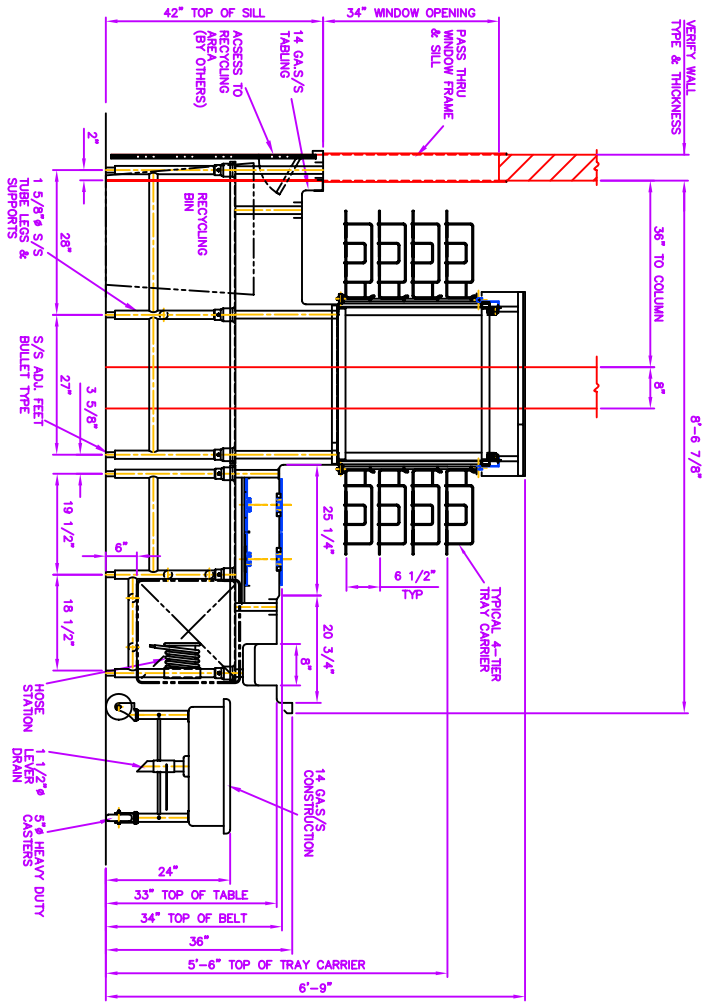 42" TOP OF SILL
34" WINDOW OPENING
VERIFY WALL
TYPE & THICKNESS
PASS THRU
WINDOW FRAME
& SILL
14 GA.S/S
TABLING
ACSESS TO
RECYCLING
AREA
(BY OTHERS)
2"
RECYCLING
BIN
1 5/8"ø S/S
TUBE LEGS &
SUPPORTS
28"
36" TO COLUMN
8"
8'-6 7/8"
S/S ADJ. FEET
BULLET TYPE
27"
3 5/8"
19 1/2"
6"
18 1/2"
25 1/4"
6 1/2"
TYP
TYPICAL 4-TIER
TRAY CARRIER
20 3/4"
8"
HOSE
STATION
1 1/2"ø
LEVER
DRAIN
5"ø HEAVY DUTY
CASTERS
14 GA.S/S
CONSTRUCTION
24"
33" TOP OF TABLE
34" TOP OF BELT
36"
5'-6" TOP OF TRAY CARRIER
6'-9"